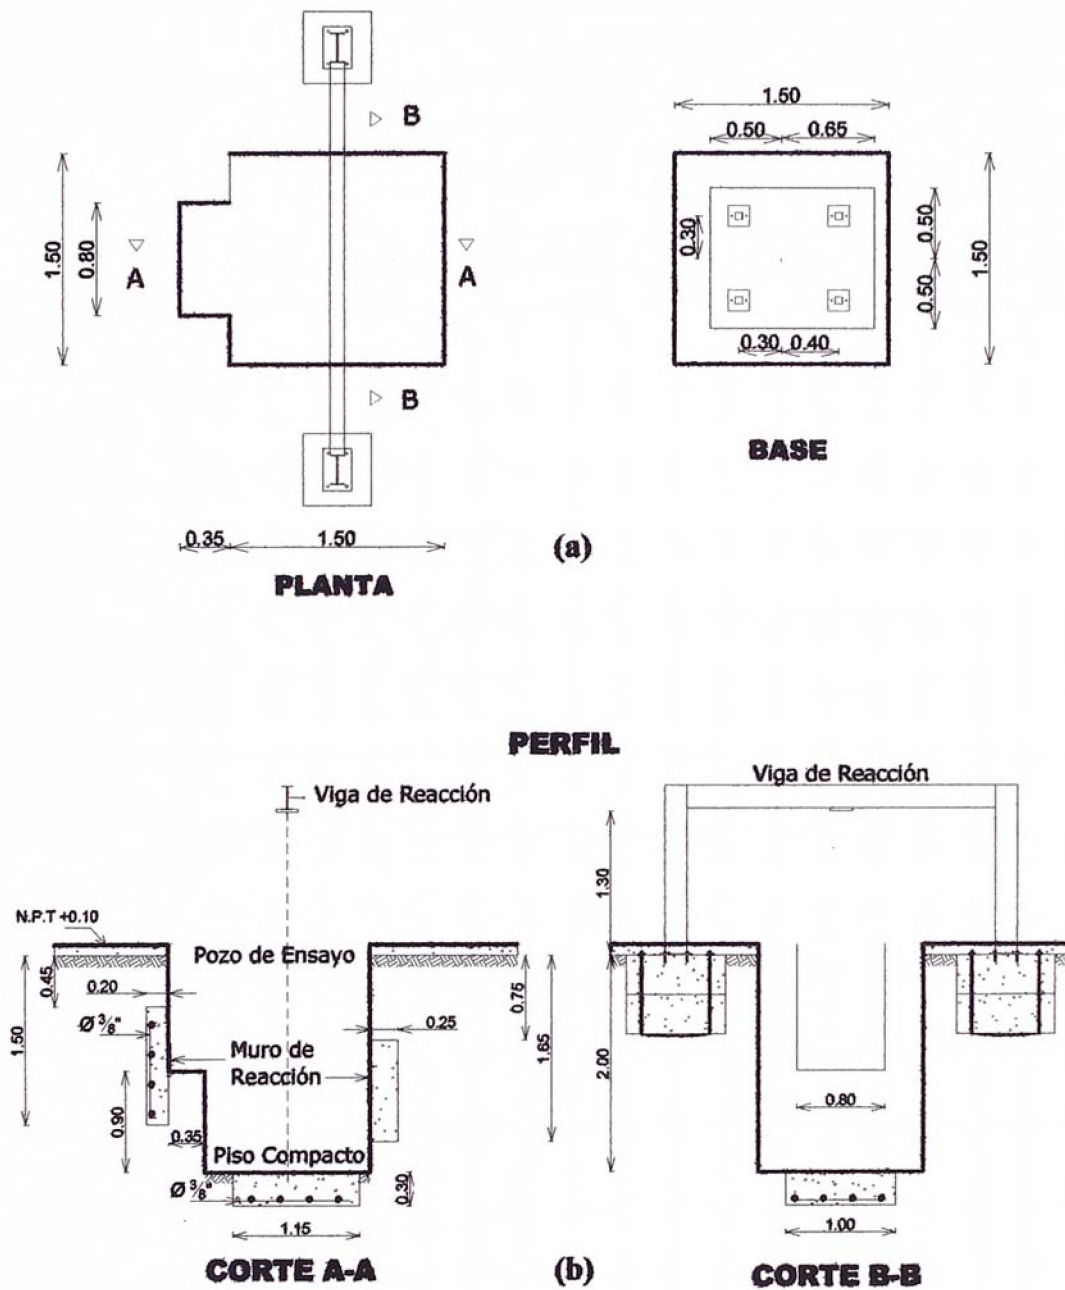 B
1.50
0.80
A
A
B
0.35
1.50
PLANTA
1.50
0.50
0.65
0.30
0.50
0.50
1.50
0.30
0.40
BASE
(a)
PERFIL
Viga de Reacción
N.P.T +0.10
Pozo de Ensayo
0.45
0.20
1.50
Ø 3/8"
Muro de
Reacción
0.25
0.75
1.65
0.90
0.35
Piso Compacto
Ø 3/8"
0.30
1.15
CORTE A-A
(b)
Viga de Reacción
1.30
2.00
0.80
1.00
CORTE B-B